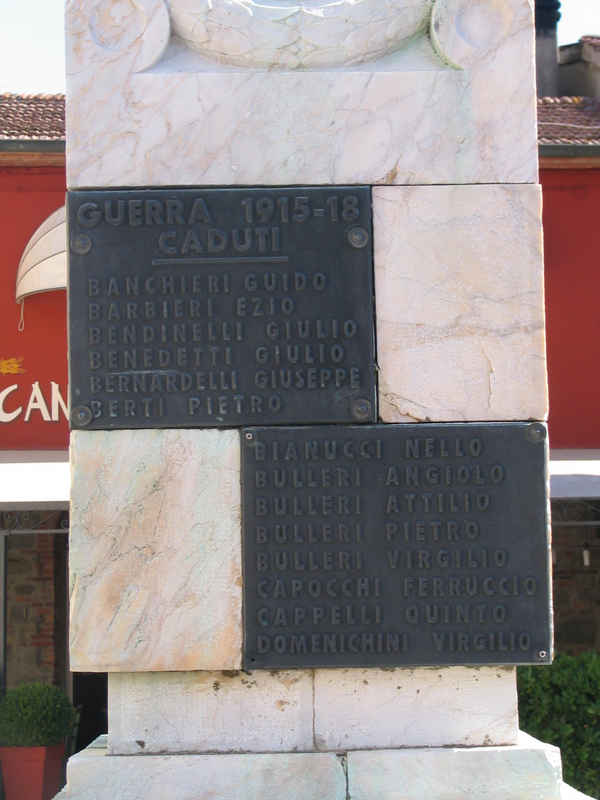 GUERRA 1915-18
CADUTI
BANCHIERI GUIDO
BARBIERI EZIO
BENDINELLI GIULIO
BENEDETTI GIULIO
BERNARDELLI GIUSEPPE
BERTI PIETRO
BIANUCCI NELLO
BULLERI ANGIOLO
BULLERI ATTILIO
BULLERI PIETRO
BULLERI VIRGILIO
CAPOCCHI FERRUCCIO
CAPPELLI QUINTO
DOMENICHINI VIRGILIO
CAN